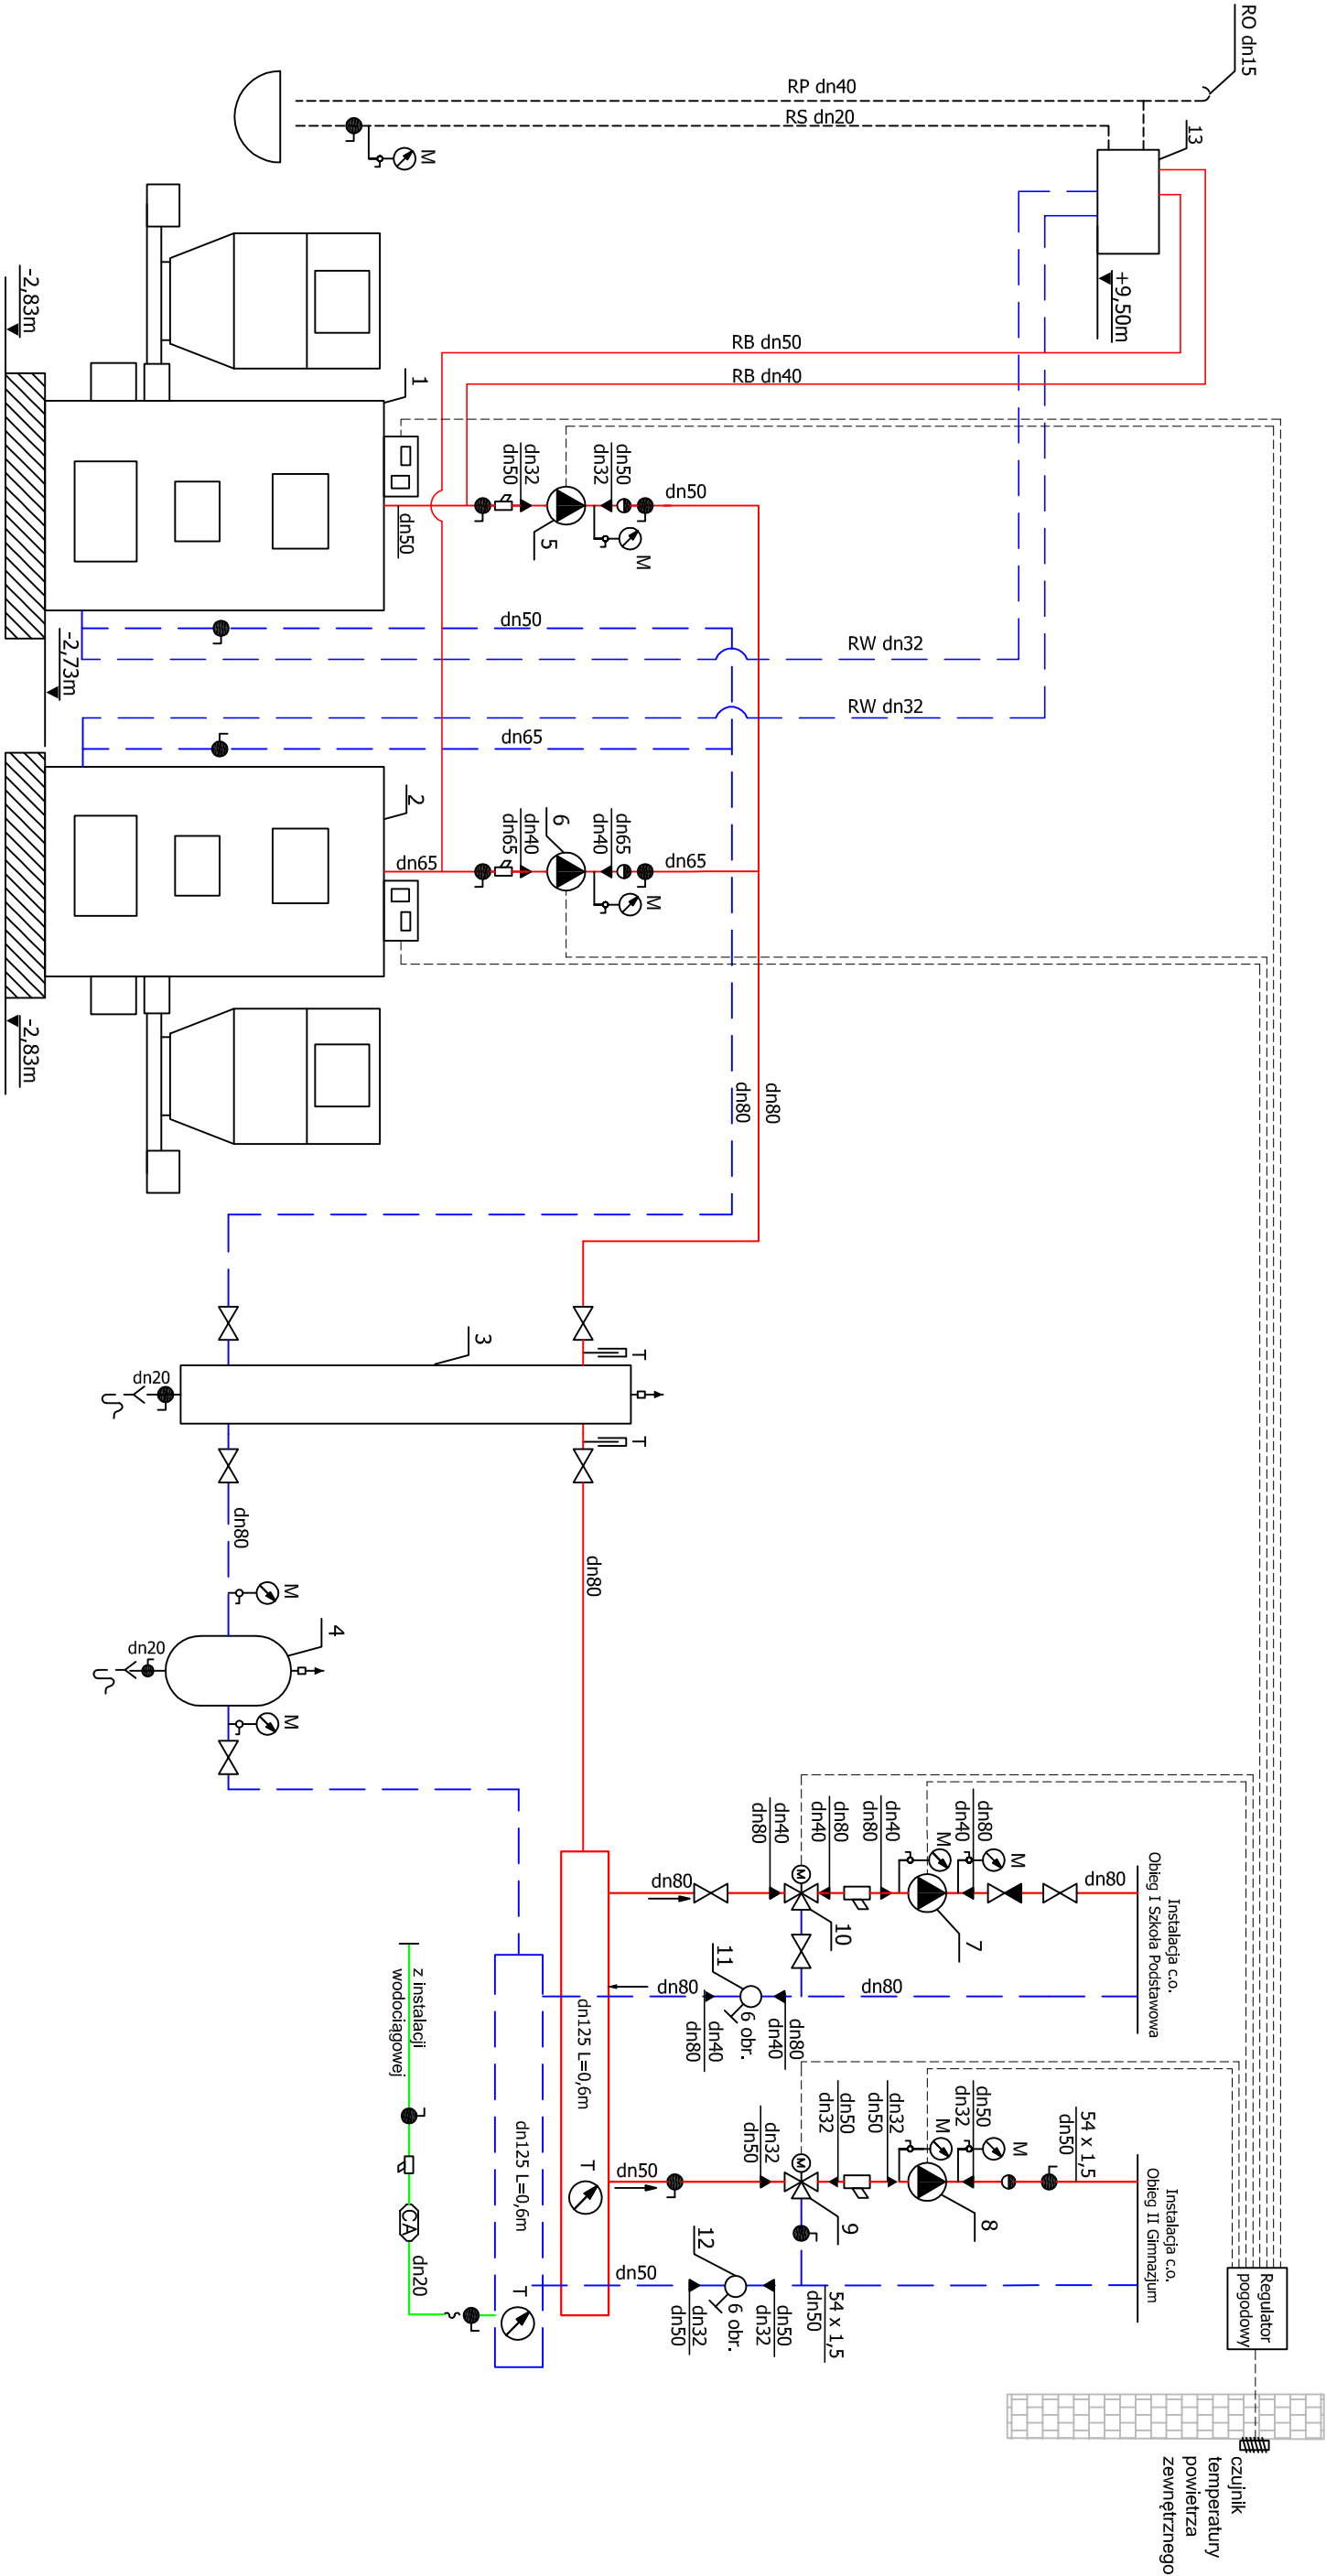 RO dn15
RP dn40
RS dn20
13
M
+9,50m
-2,83m
RB dn50
RB dn40
1
dn50
dn32
dn50
dn50
dn32
dn50
5
M
dn50
RW dn32
-2,73m
RW dn32
dn65
2
dn65
dn40
dn65
6
dn65
dn40
dn65
M
-2,83m
dn80
dn80
3
T
dn20
T
dn80
dn80
M
4
dn20
M
Instalacja c.o.
Obieg I Szkoła Podstawowa
dn80
dn80
dn40
dn80
dn40
dn80
dn40
dn80
dn40
M
M
dn80
M
10
7
11
dn80
6 obr.
dn80
dn40
dn80
dn40
dn80
z instalacji
wodociągowej
dn125 L=0,6m
dn125 L=0,6m
Instalacja c.o.
Obieg II Gimnazjum
54 x 1,5
dn50
dn50
dn32
M
M
dn32
dn50
dn50
dn32
dn32
dn50
M
dn50
T
9
8
12
dn50
6 obr.
54 x 1,5
dn50
dn50
dn32
dn32
dn50
CA
dn20
T
Regulator
pogodowy
czujnik
temperatury
powietrza
zewnętrznego